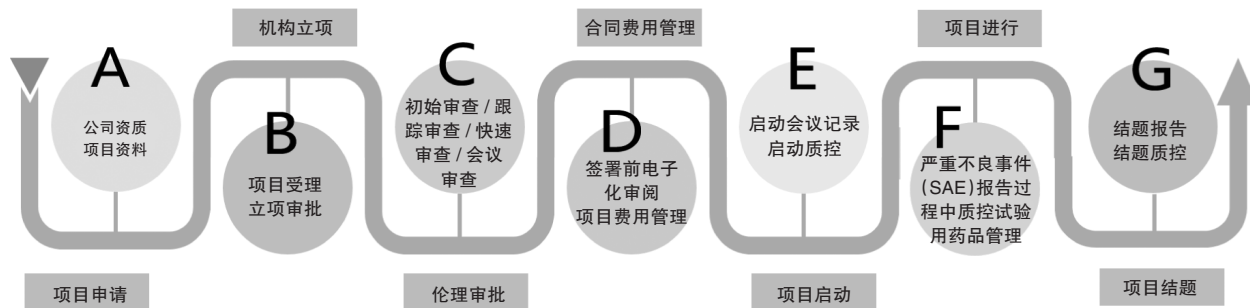 机构立项
合同费用管理
项目进行
A
公司资质
项目资料
B
项目受理
立项审批
C
初始审查 / 跟
踪审查 / 快速
审查 / 会议
审查
D
签署前电子
化审阅
项目费用管理
E
启动会议记录
启动质控
F
严重不良事件
(SAE)报告过
程中质控试验
用药品管理
G
结题报告
结题质控
项目申请
伦理审批
项目启动
项目结题